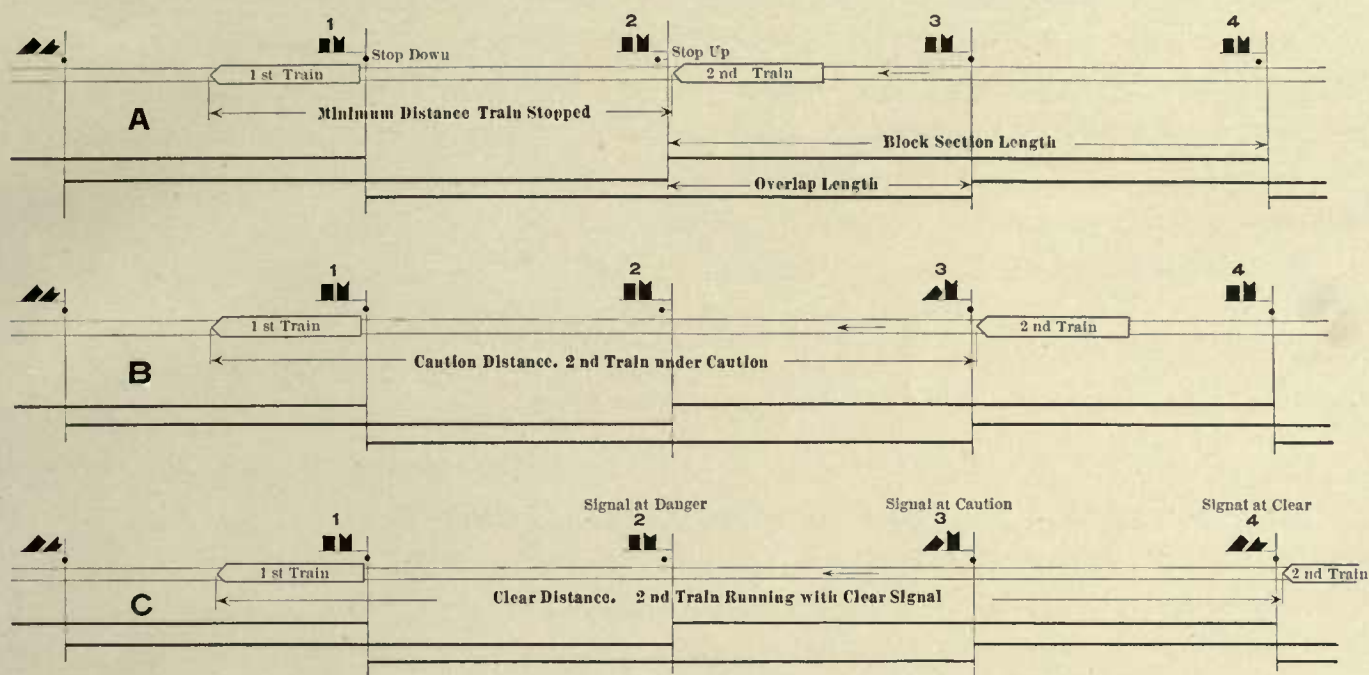 1 2 3 4
Stop Down Stop Up
1 st Train 2 nd Train
A
Minimum Distance Train Stopped
Block Section Length
Overlap Length
1 2 3 4
1 st Train 2 nd Train
B
Caution Distance. 2 nd Train under Caution
Signal at Danger Signal at Caution Signat at Clear
1 2 3 4
1 st Train 2 nd Train
C
Clear Distance. 2 nd Train Running with Clear Signal